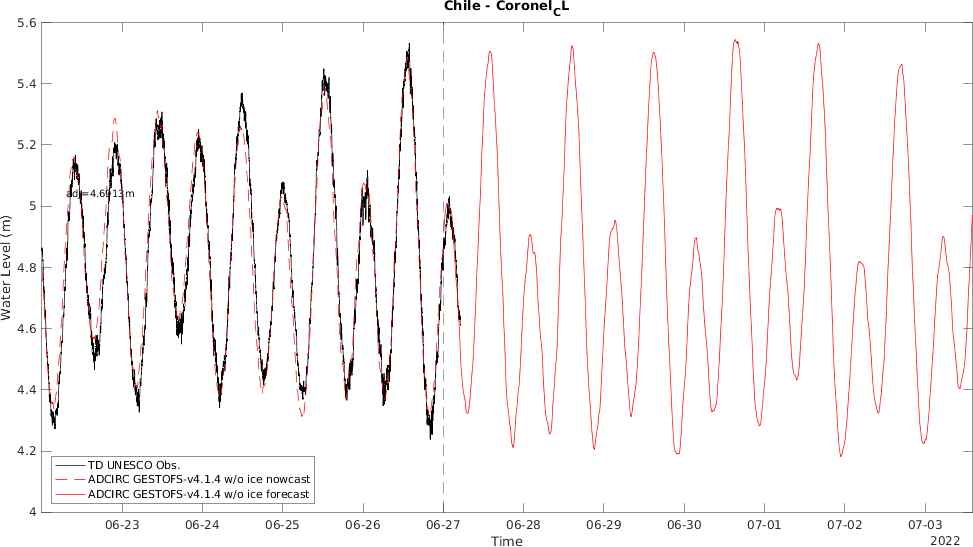 Chile - Coronel_CL
5.6
5.4
5.2
5
4.8
4.6
4.4
4.2
4
Water Level (m)
adj=4.6913m
TD UNESCO Obs.
ADCIRC GESTOFS-v4.1.4 w/o ice nowcast
ADCIRC GESTOFS-v4.1.4 w/o ice forecast
06-23 06-24 06-25 06-26 06-27 06-28 06-29 06-30 07-01 07-02 07-03
Time
2022